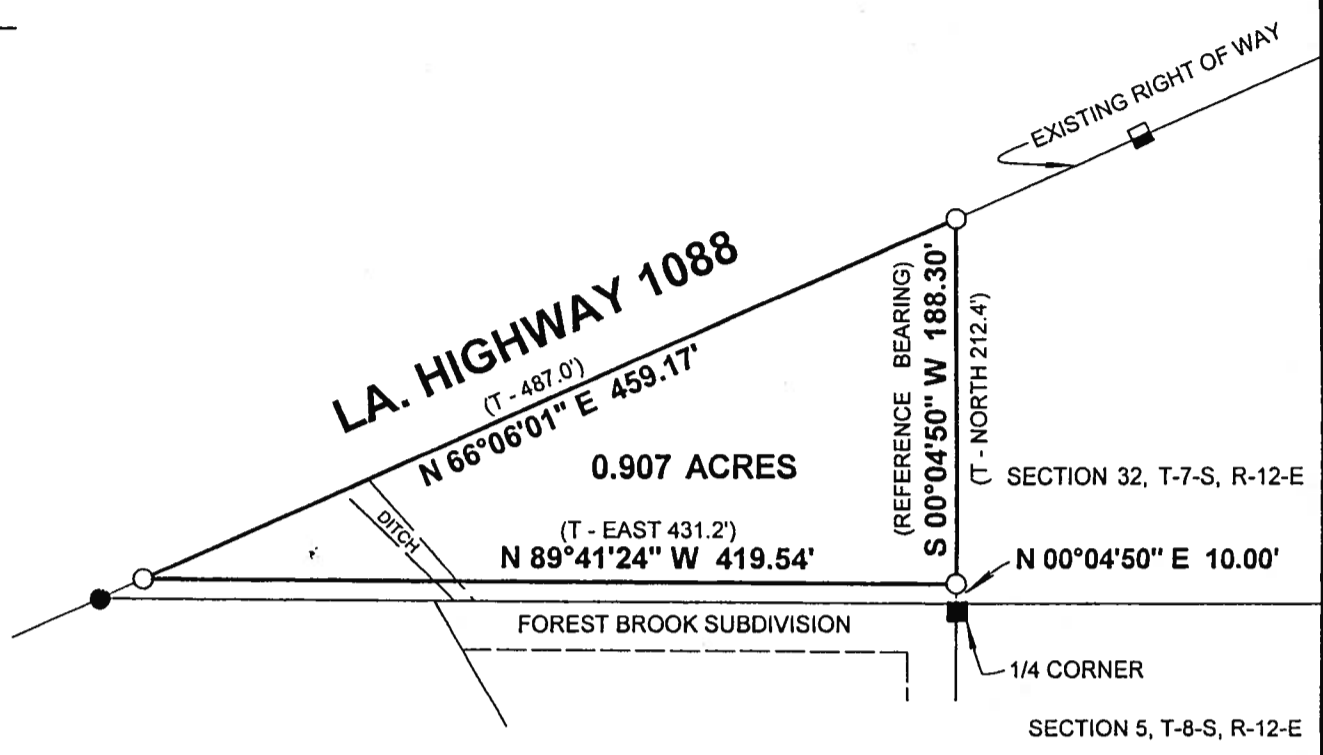 EXISTING RIGHT OF WAY
LA. HIGHWAY 1088
(T - 487.0')
N 66°06'01" E 459.17'
0.907 ACRES
(REFERENCE BEARING)
S 00°04'50" W 188.30'
(T - NORTH 212.4')
SECTION 32, T-7-S, R-12-E
DITCH
(T - EAST 431.2')
N 89°41'24" W 419.54'
N 00°04'50" E 10.00'
FOREST BROOK SUBDIVISION
1/4 CORNER
SECTION 5, T-8-S, R-12-E